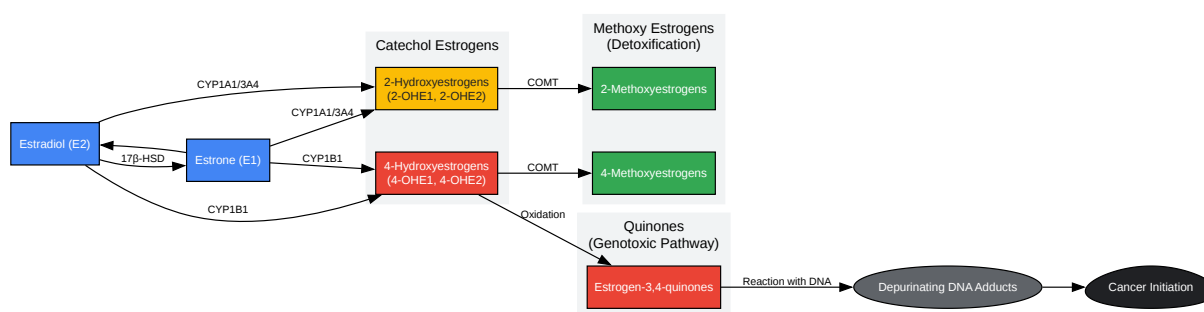 Methoxy Estrogens
(Detoxification)
Catechol Estrogens
CYP1A1/3A4
2-Hydroxyestrogens
(2-OHE1, 2-OHE2)
COMT
2-Methoxyestrogens
CYP1A1/3A4
Estradiol (E2)
17β-HSD
Estrone (E1)
CYP1B1
4-Hydroxyestrogens
(4-OHE1, 4-OHE2)
COMT
4-Methoxyestrogens
CYP1B1
Oxidation
Quinones
(Genotoxic Pathway)
Estrogen-3,4-quinones
Reaction with DNA
Depurinating DNA Adducts
Cancer Initiation